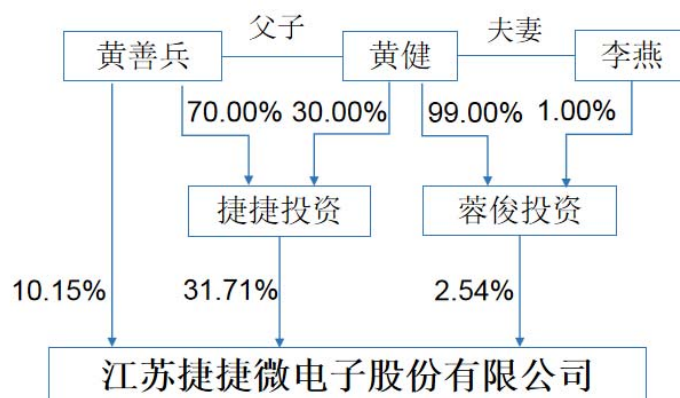 父子
夫妻
黄善兵
黄健
李燕
70.00%
30.00%
99.00%
1.00%
捷捷投资
蓉俊投资
10.15%
31.71%
2.54%
江苏捷捷微电子股份有限公司